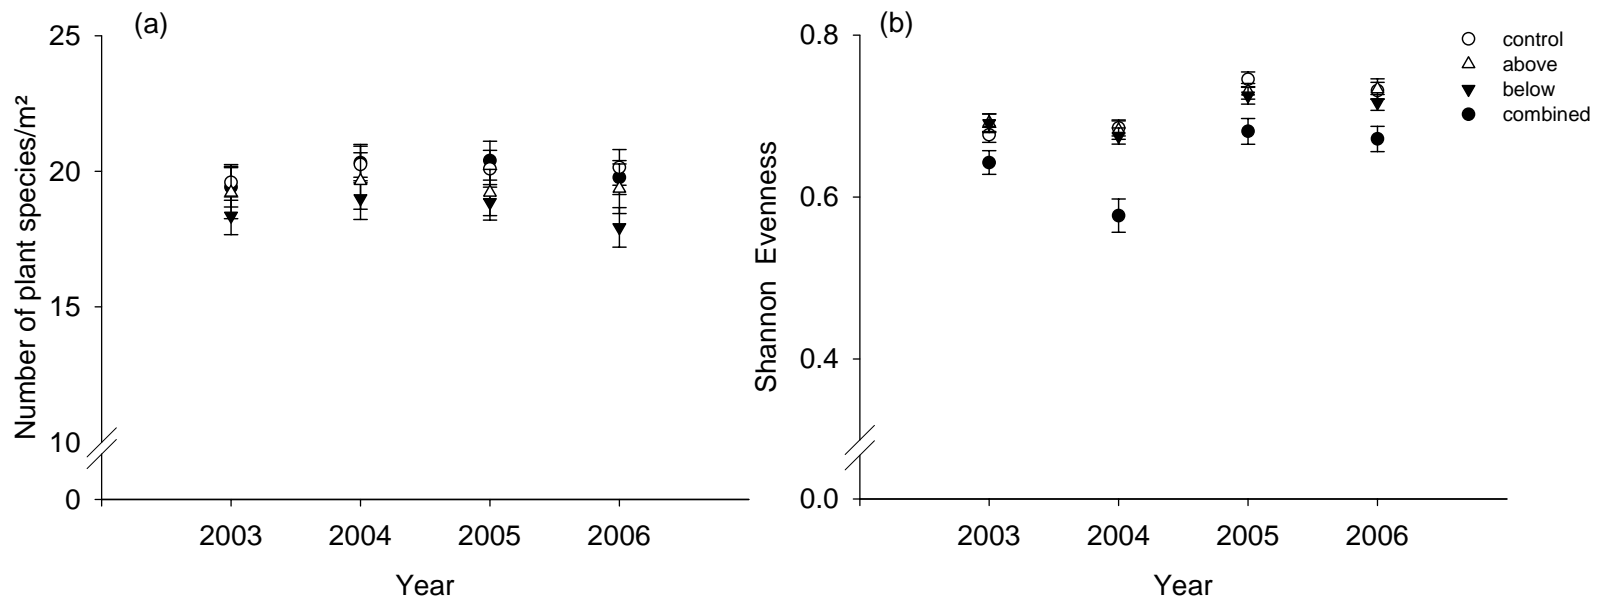 (a)
Number of plant species/m²
25
20
15
10
0
2003 2004 2005 2006
Year
(b)
Shannon Evenness
0.8
0.6
0.4
0.0
2003 2004 2005 2006
Year
control
above
below
combined